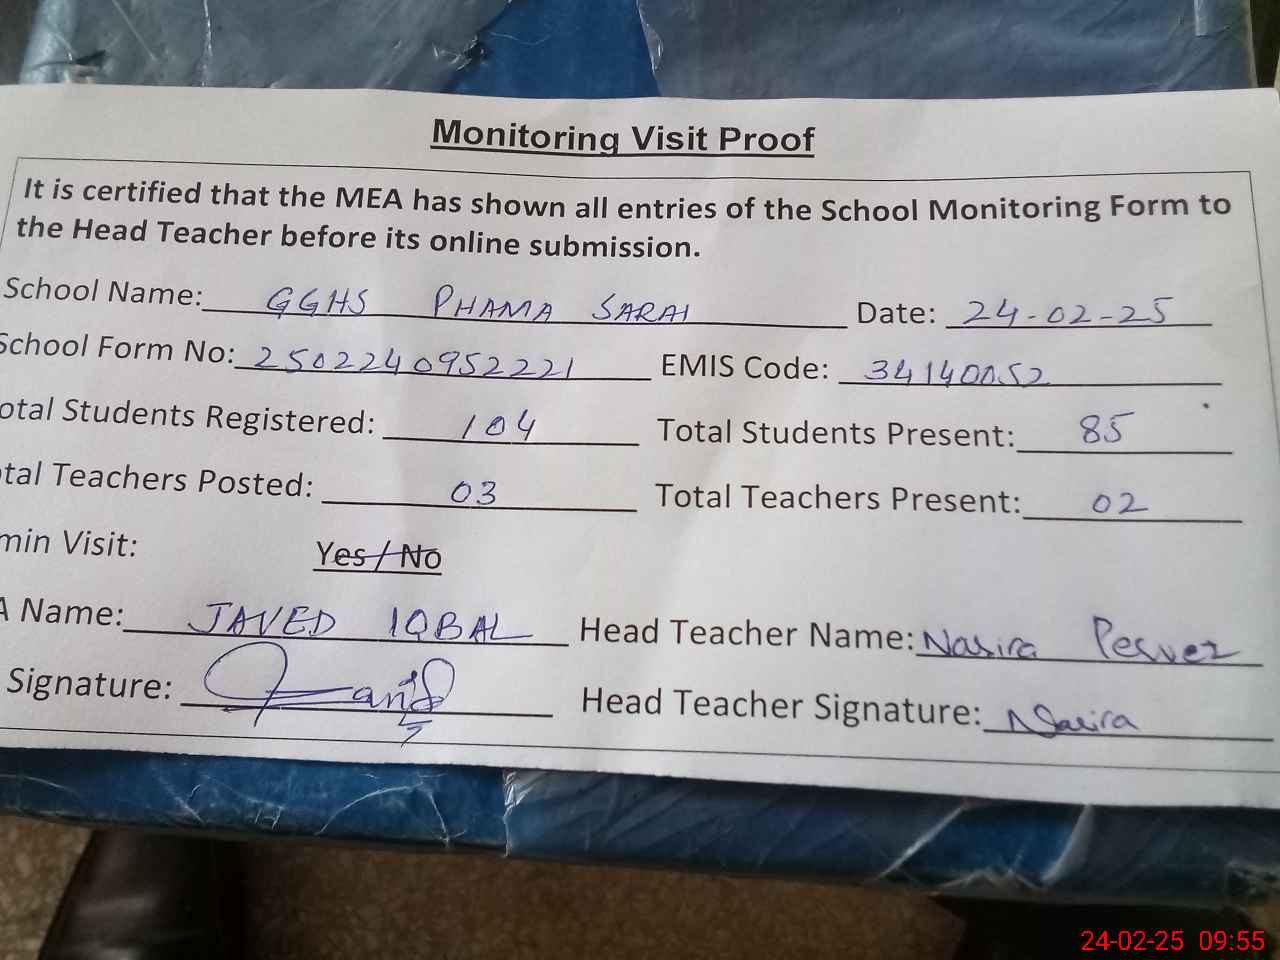 Monitoring Visit Proof
It is certified that the MEA has shown all entries of the School Monitoring Form to
the Head Teacher before its online submission.
School Name: GGHS PHAMA SARAI Date: 24-02-25
School Form No: 2502240952221 EMIS Code: 34140052
otal Students Registered: 104 Total Students Present: 85
tal Teachers Posted: 03 Total Teachers Present: 02
min Visit: Yes / No
A Name: JAVED IQBAL Head Teacher Name: Nasira Pervez
Signature: Head Teacher Signature: Nasira
24-02-25 09:55